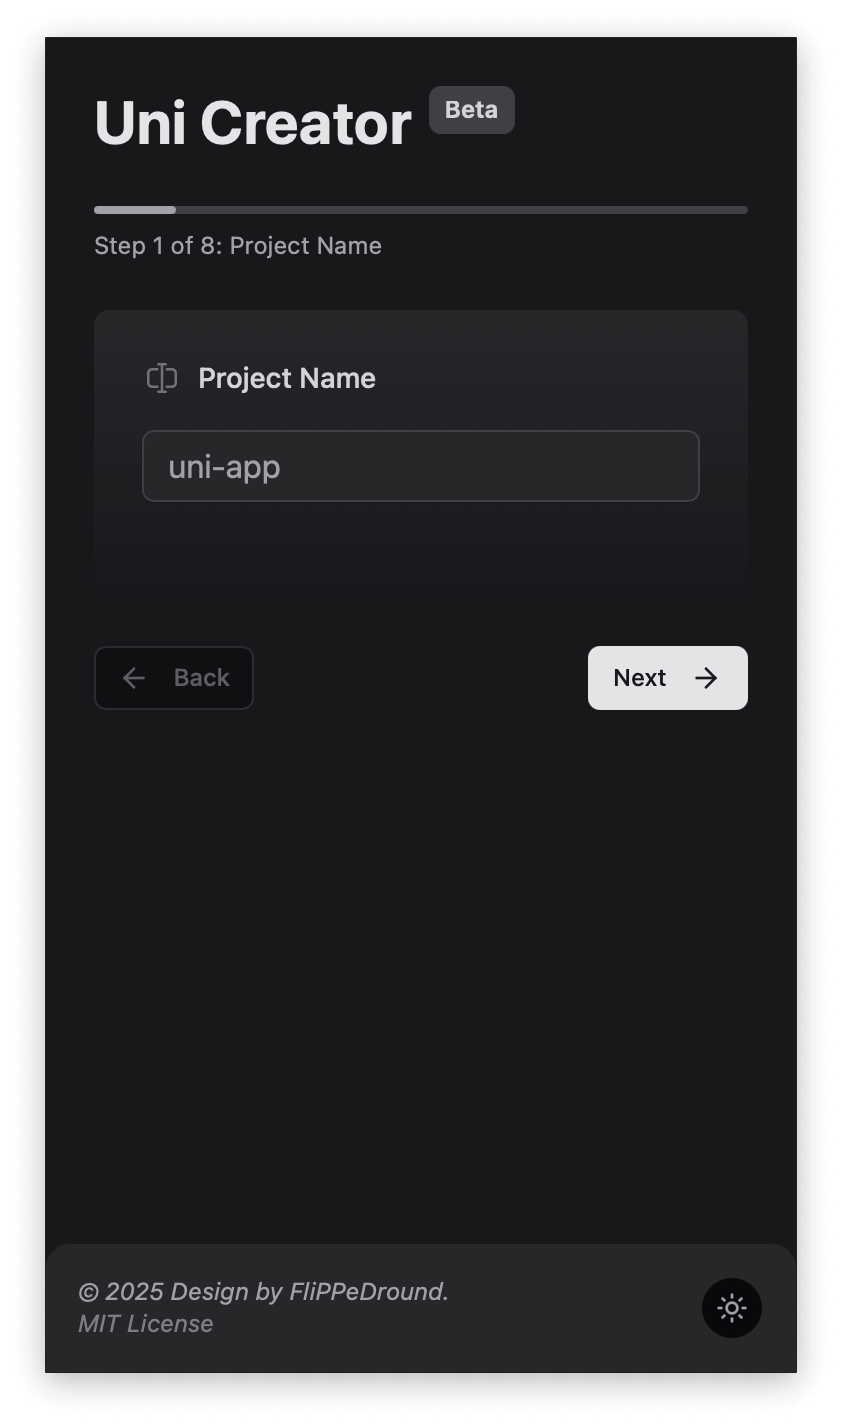 Uni Creator Beta
Step 1 of 8: Project Name
Project Name
uni-app
Back
Next
© 2025 Design by FliPPeDround.
MIT License